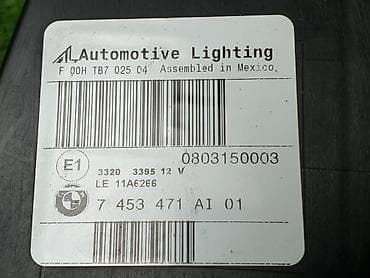 AL Automotive Lighting
F 00H TB7 025 04 Assembled in Mexico,
E1 3320 3395 12 V 0803150003
LE 11A6266
7 453 471 AI 01